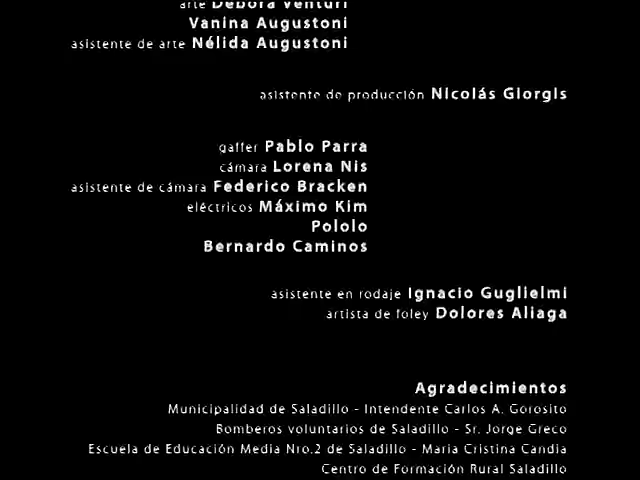 arte Débora Venturi
Vanina Augustoni
asistente de arte Nélida Augustoni
asistente de producción Nicolás Giorgis
gaffer Pablo Parra
cámara Lorena Nis
asistente de cámara Federico Bracken
eléctricos Máximo Kim
Pololo
Bernardo Caminos
asistente en rodaje Ignacio Guglielmi
artista de foley Dolores Aliaga
Agradecimientos
Municipalidad de Saladillo - Intendente Carlos A. Gorosito
Bomberos voluntarios de Saladillo - Sr. Jorge Greco
Escuela de Educación Media Nro.2 de Saladillo - Maria Cristina Candia
Centro de Formación Rural Saladillo